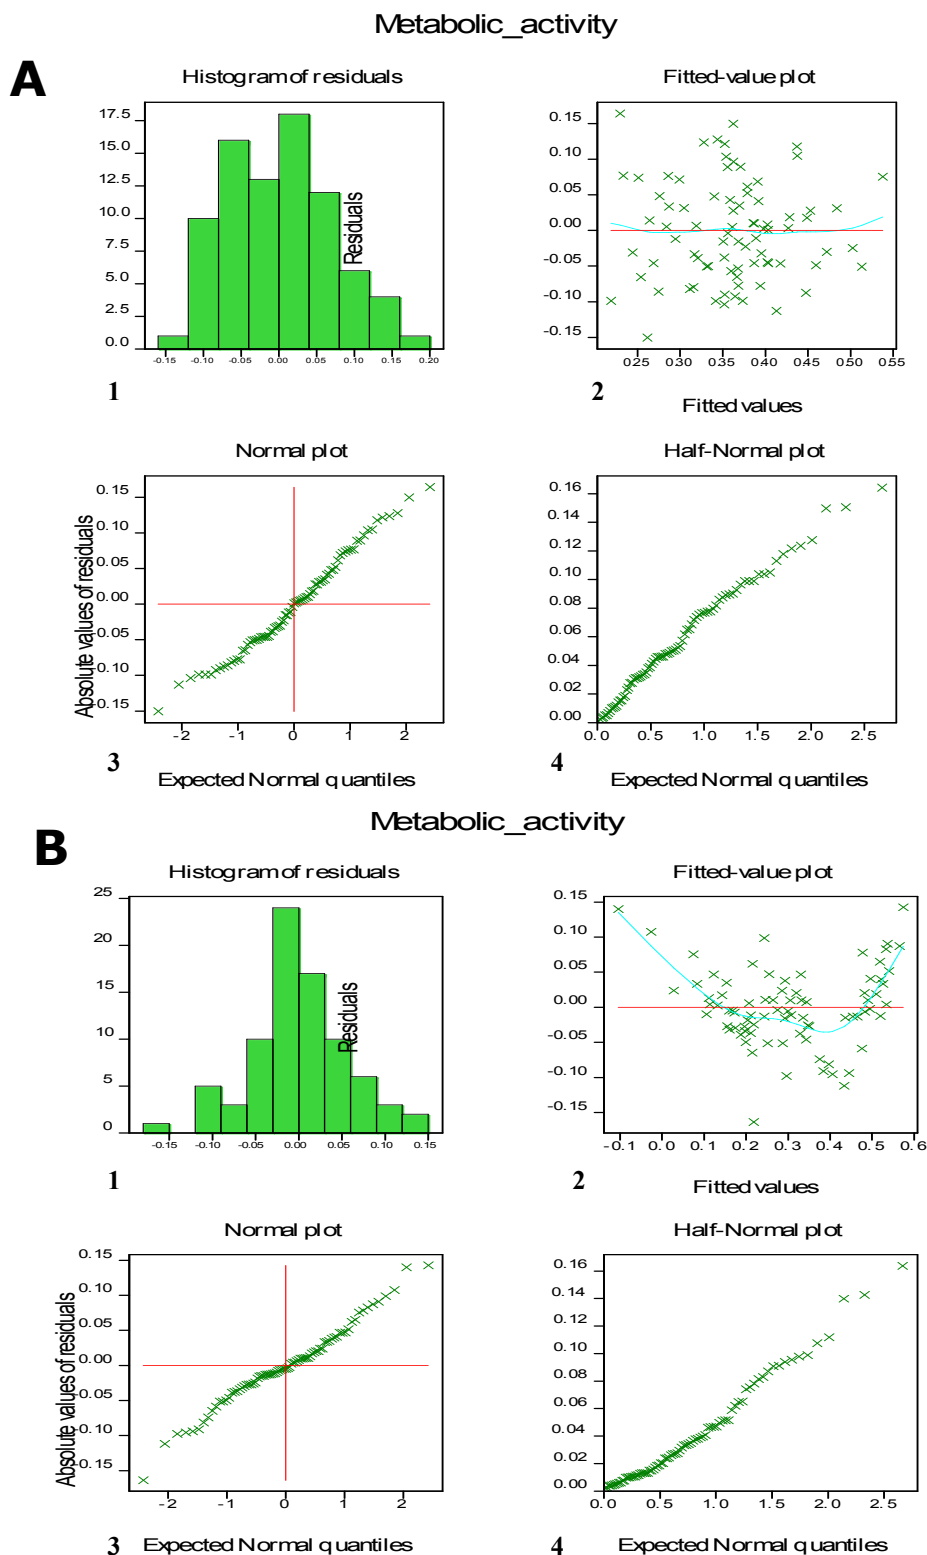 Metabolic_activity
A
Histogram of residuals
17.5
15.0
12.5
10.0
7.5
5.0
2.5
0.0
-0.15 -0.10 -0.05 0.00 0.05 0.10 0.15 0.20
1
Fitted-value plot
Residuals
0.15
0.10
0.05
0.00
-0.05
-0.10
-0.15
0.25 0.30 0.35 0.40 0.45 0.50 0.55
2
Fitted values
Normal plot
Absolute values of residuals
0.15
0.10
0.05
0.00
-0.05
-0.10
-0.15
-2 -1 0 1 2
3
Expected Normal quantiles
Half-Normal plot
0.16
0.14
0.12
0.10
0.08
0.06
0.04
0.02
0.00
0.0 0.5 1.0 1.5 2.0 2.5
4
Expected Normal quantiles
Metabolic_activity
B
Histogram of residuals
25
20
15
10
5
0
-0.15 -0.10 -0.05 0.00 0.05 0.10 0.15
1
Fitted-value plot
Residuals
0.15
0.10
0.05
0.00
-0.05
-0.10
-0.15
-0.1 0.0 0.1 0.2 0.3 0.4 0.5 0.6
2
Fitted values
Normal plot
Absolute values of residuals
0.15
0.10
0.05
0.00
-0.05
-0.10
-0.15
-2 -1 0 1 2
3
Expected Normal quantiles
Half-Normal plot
0.16
0.14
0.12
0.10
0.08
0.06
0.04
0.02
0.00
0.0 0.5 1.0 1.5 2.0 2.5
4
Expected Normal quantiles